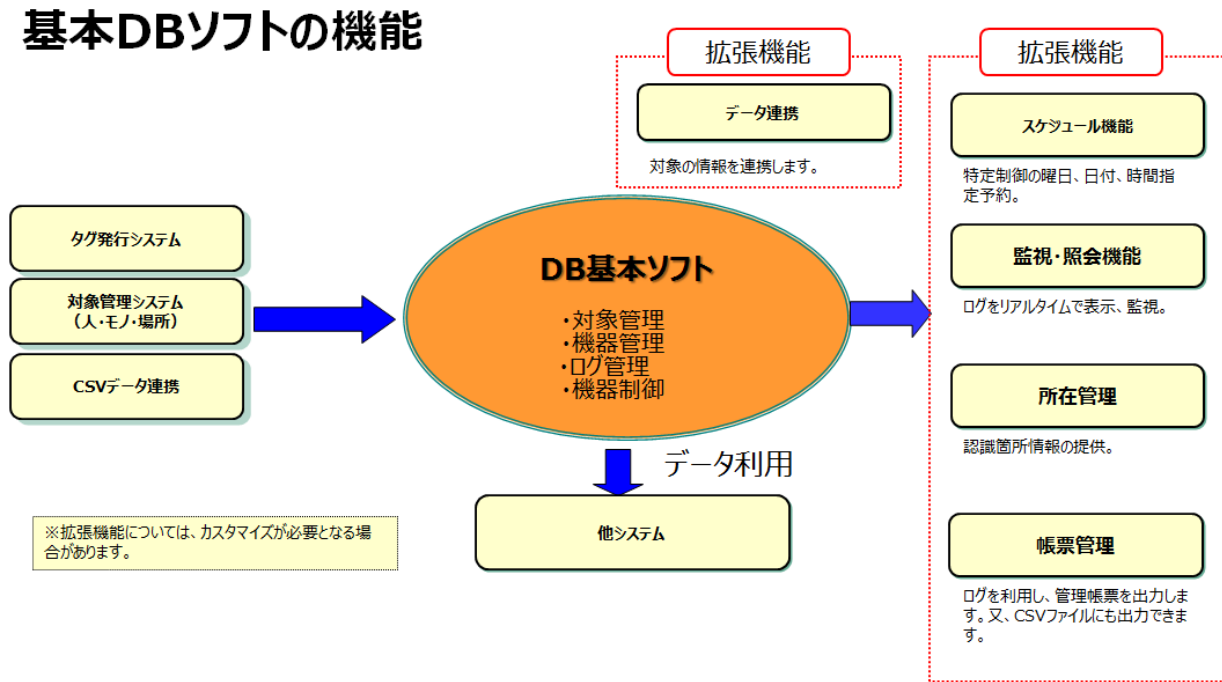 基本DBソフトの機能
拡張機能
データ連携
対象の情報を連携します。
拡張機能
スケジュール機能
特定制御の曜日、日付、時間指
定予約。
監視・照会機能
ログをリアルタイムで表示、監視。
所在管理
認識箇所情報の提供。
帳票管理
ログを利用し、管理帳票を出力しま
す。又、CSVファイルにも出力できま
す。
タグ発行システム
対象管理システム
（人・モノ・場所）
CSVデータ連携
DB基本ソフト
・対象管理
・機器管理
・ログ管理
・機器制御
データ利用
他システム
※拡張機能については、カスタマイズが必要となる場
合があります。